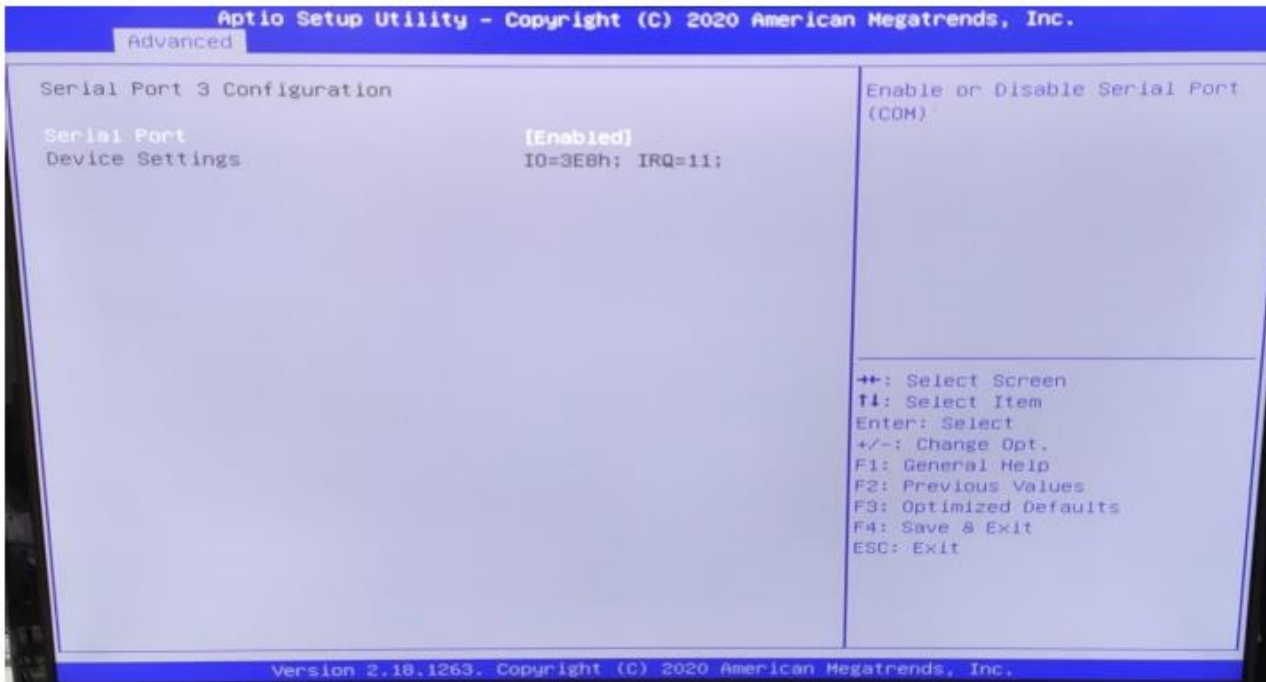 Aptio Setup Utility - Copyright (C) 2020 American Megatrends, Inc.
Advanced
Serial Port 3 Configuration
Serial Port [Enabled]
Device Settings IO=3E8h; IRQ=11;
Enable or Disable Serial Port
(COM)
→←: Select Screen
↑↓: Select Item
Enter: Select
+/-: Change Opt.
F1: General Help
F2: Previous Values
F3: Optimized Defaults
F4: Save & Exit
ESC: Exit
Version 2.18.1263. Copyright (C) 2020 American Megatrends, Inc.